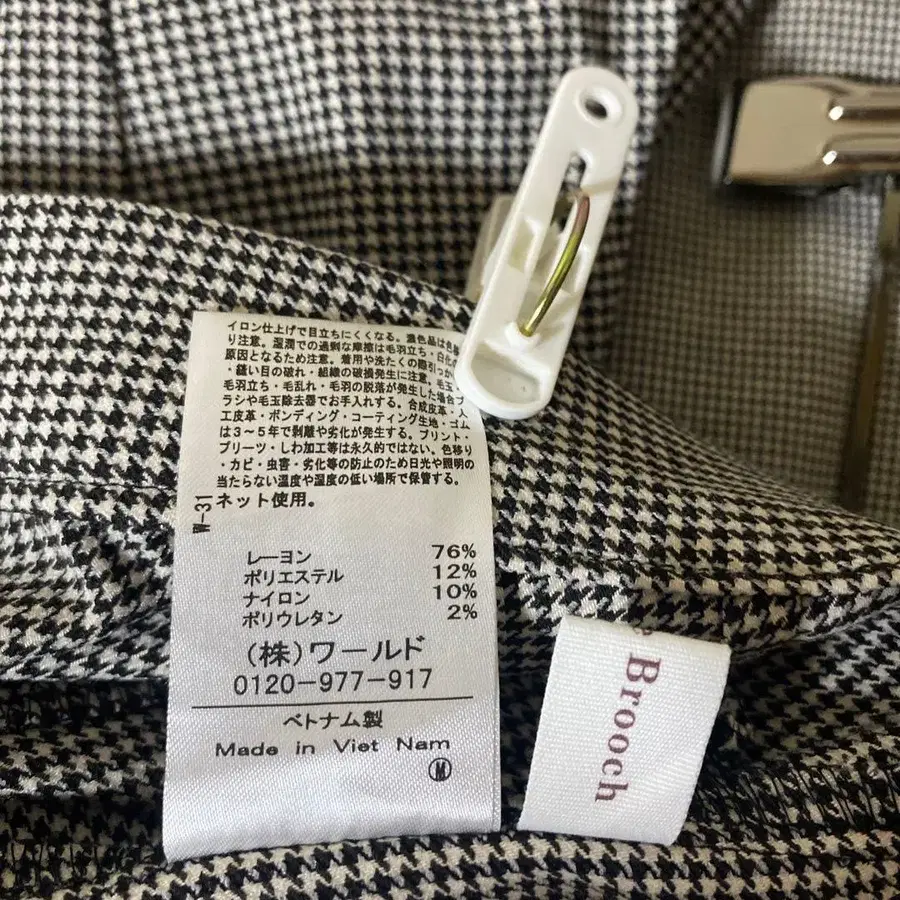 イロン仕上げで目立ちにくくなる。濃色品は色移
り注意。湿潤での過剰な摩擦は毛羽立ち・白化の
原因となるため注意。着用や洗たくの際引っか
・縫い目の破れ・組織の破損発生に注意。毛玉・
毛羽立ち・毛乱れ・毛羽の脱落が発生した場合ブ
ラシや毛玉除去器でお手入れする。合成皮革・人
工皮革・ボンディング・コーティング生地・ゴム
は3～5年で剥離や劣化が発生する。プリント・
プリーツ・しわ加工等は永久的ではない。色移り
・カビ・虫害・劣化等の防止のため日光や照明の
当たらない温度や湿度の低い場所で保管する。
ネット使用。
W-31
レーヨン 76%
ポリエステル 12%
ナイロン 10%
ポリウレタン 2%
(株)ワールド
0120-977-917
ベトナム製
Made in Viet Nam
M
e Brooch